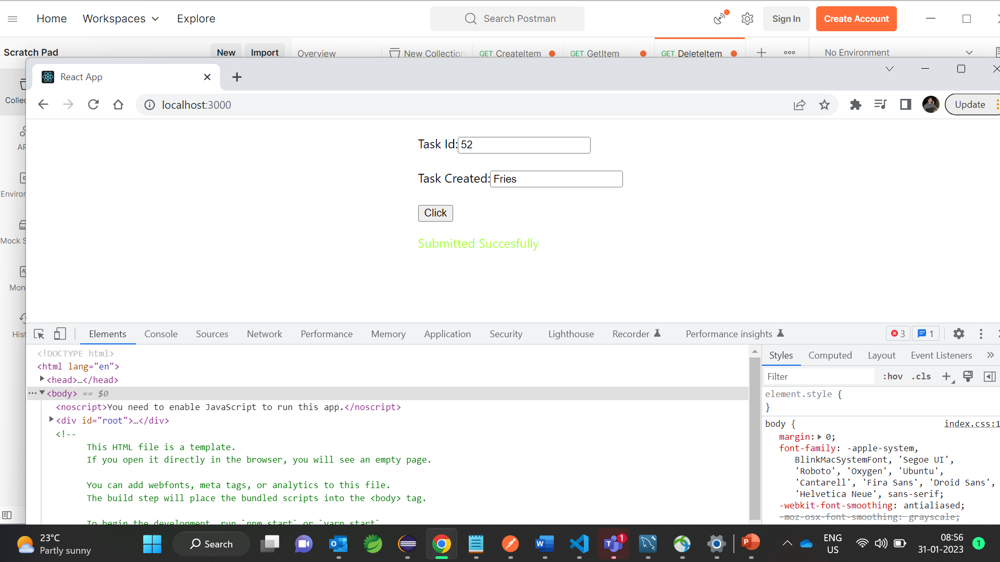 Home
Workspaces
Explore
Search Postman
Sign In
Create Account
Scratch Pad
New
Import
Overview
New Collection
GET CreateItem
GET GetItem
GET DeleteItem
No Environment
React App
localhost:3000
Update
Collec
AP
Enviror
Mock S
Mon
Hist
Task Id: 52
Task Created: Fries
Click
Submitted Succesfully
Elements
Console
Sources
Network
Performance
Memory
Application
Security
Lighthouse
Recorder
Performance insights
3
1
<!DOCTYPE html>
<html lang="en">
<head>…</head>
<body> == $0
<noscript>You need to enable JavaScript to run this app.</noscript>
<div id="root">…</div>
<!--
This HTML file is a template.
If you open it directly in the browser, you will see an empty page.
You can add webfonts, meta tags, or analytics to this file.
The build step will place the bundled scripts into the <body> tag.
To begin the development, run `npm start` or `yarn start`
Styles
Computed
Layout
Event Listeners
Filter
:hov .cls
element.style {
}
body {
index.css:1
margin: 0;
font-family: -apple-system,
BlinkMacSystemFont, 'Segoe UI',
'Roboto', 'Oxygen', 'Ubuntu',
'Cantarell', 'Fira Sans', 'Droid Sans',
'Helvetica Neue', sans-serif;
-webkit-font-smoothing: antialiased;
-moz-osx-font-smoothing: grayscale;
23°C
Partly sunny
Search
1
ENG
US
08:56
31-01-2023
1